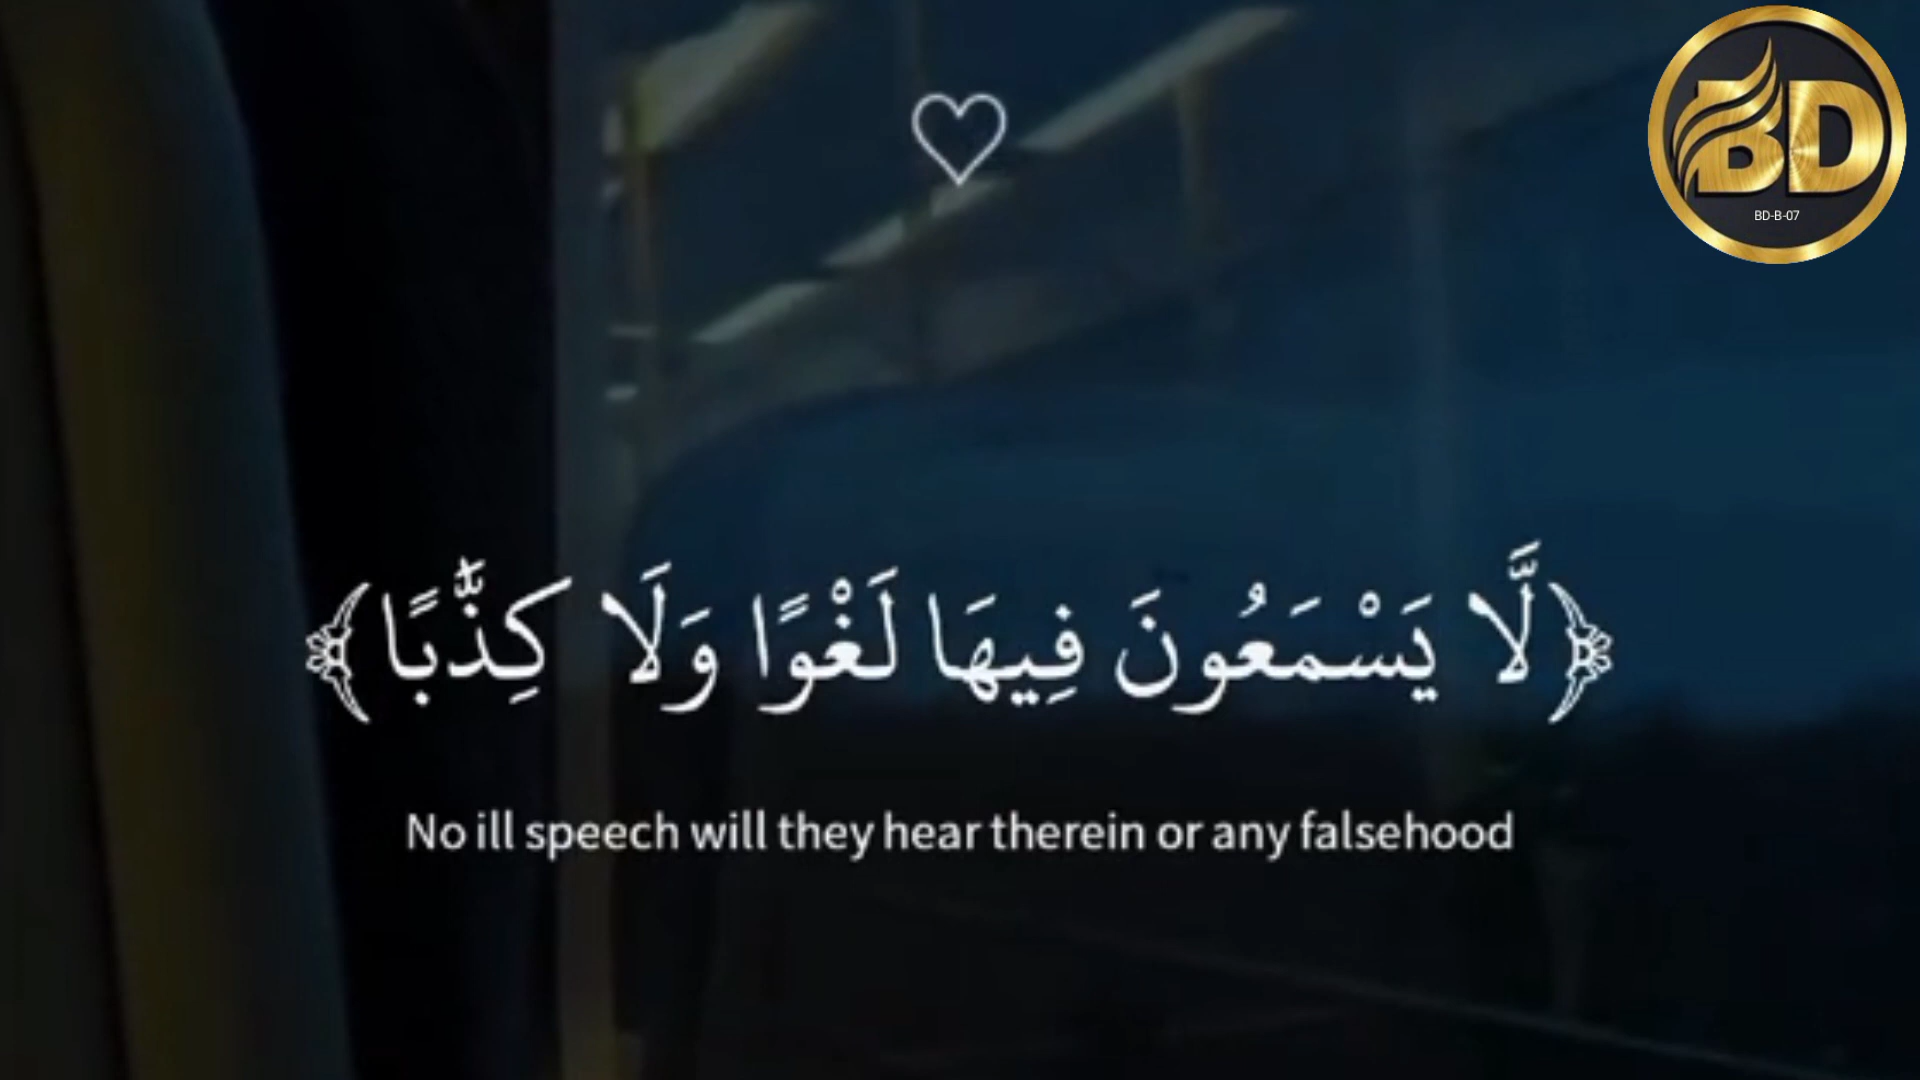 BD
BD-B-07
﴿لَّا يَسْمَعُونَ فِيهَا لَغْوًا وَلَا كِذَّٰبًا﴾
No ill speech will they hear therein or any falsehood